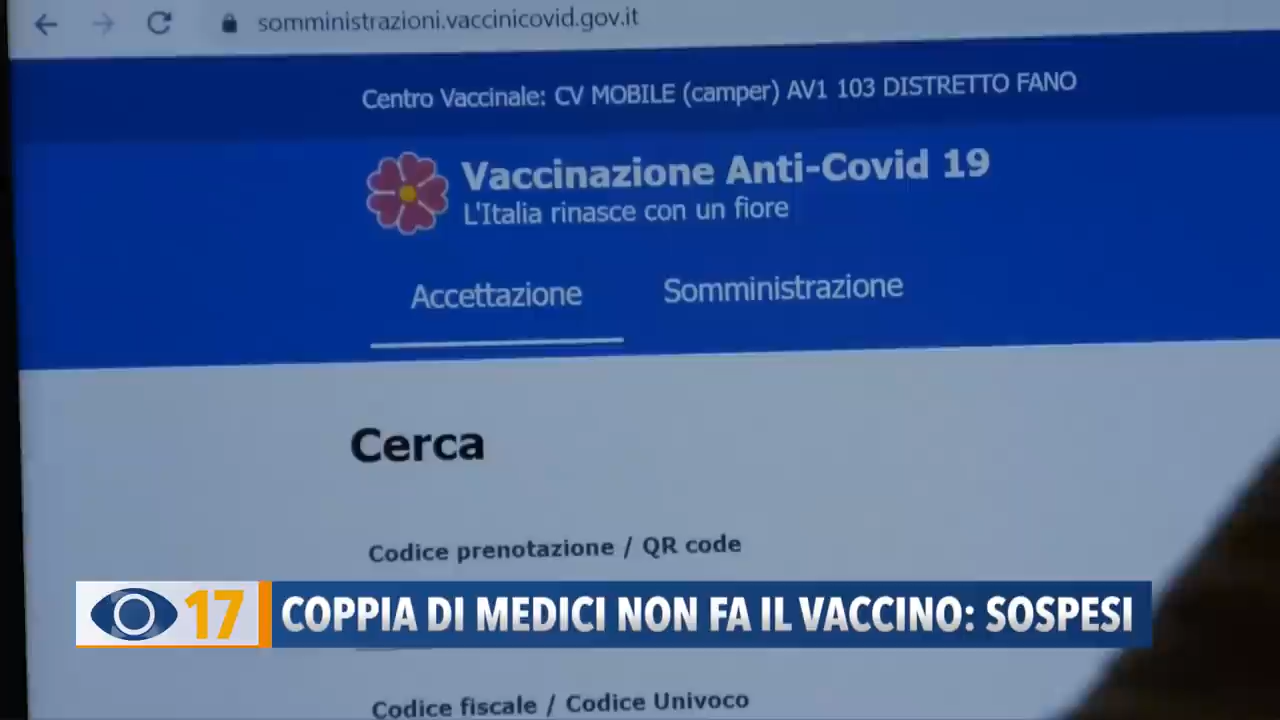 somministrazioni.vaccinicovid.gov.it
Centro Vaccinale: CV MOBILE (camper) AV1 103 DISTRETTO FANO
Vaccinazione Anti-Covid 19
L'Italia rinasce con un fiore
Accettazione Somministrazione
Cerca
Codice prenotazione / QR code
17 COPPIA DI MEDICI NON FA IL VACCINO: SOSPESI
Codice fiscale / Codice Univoco